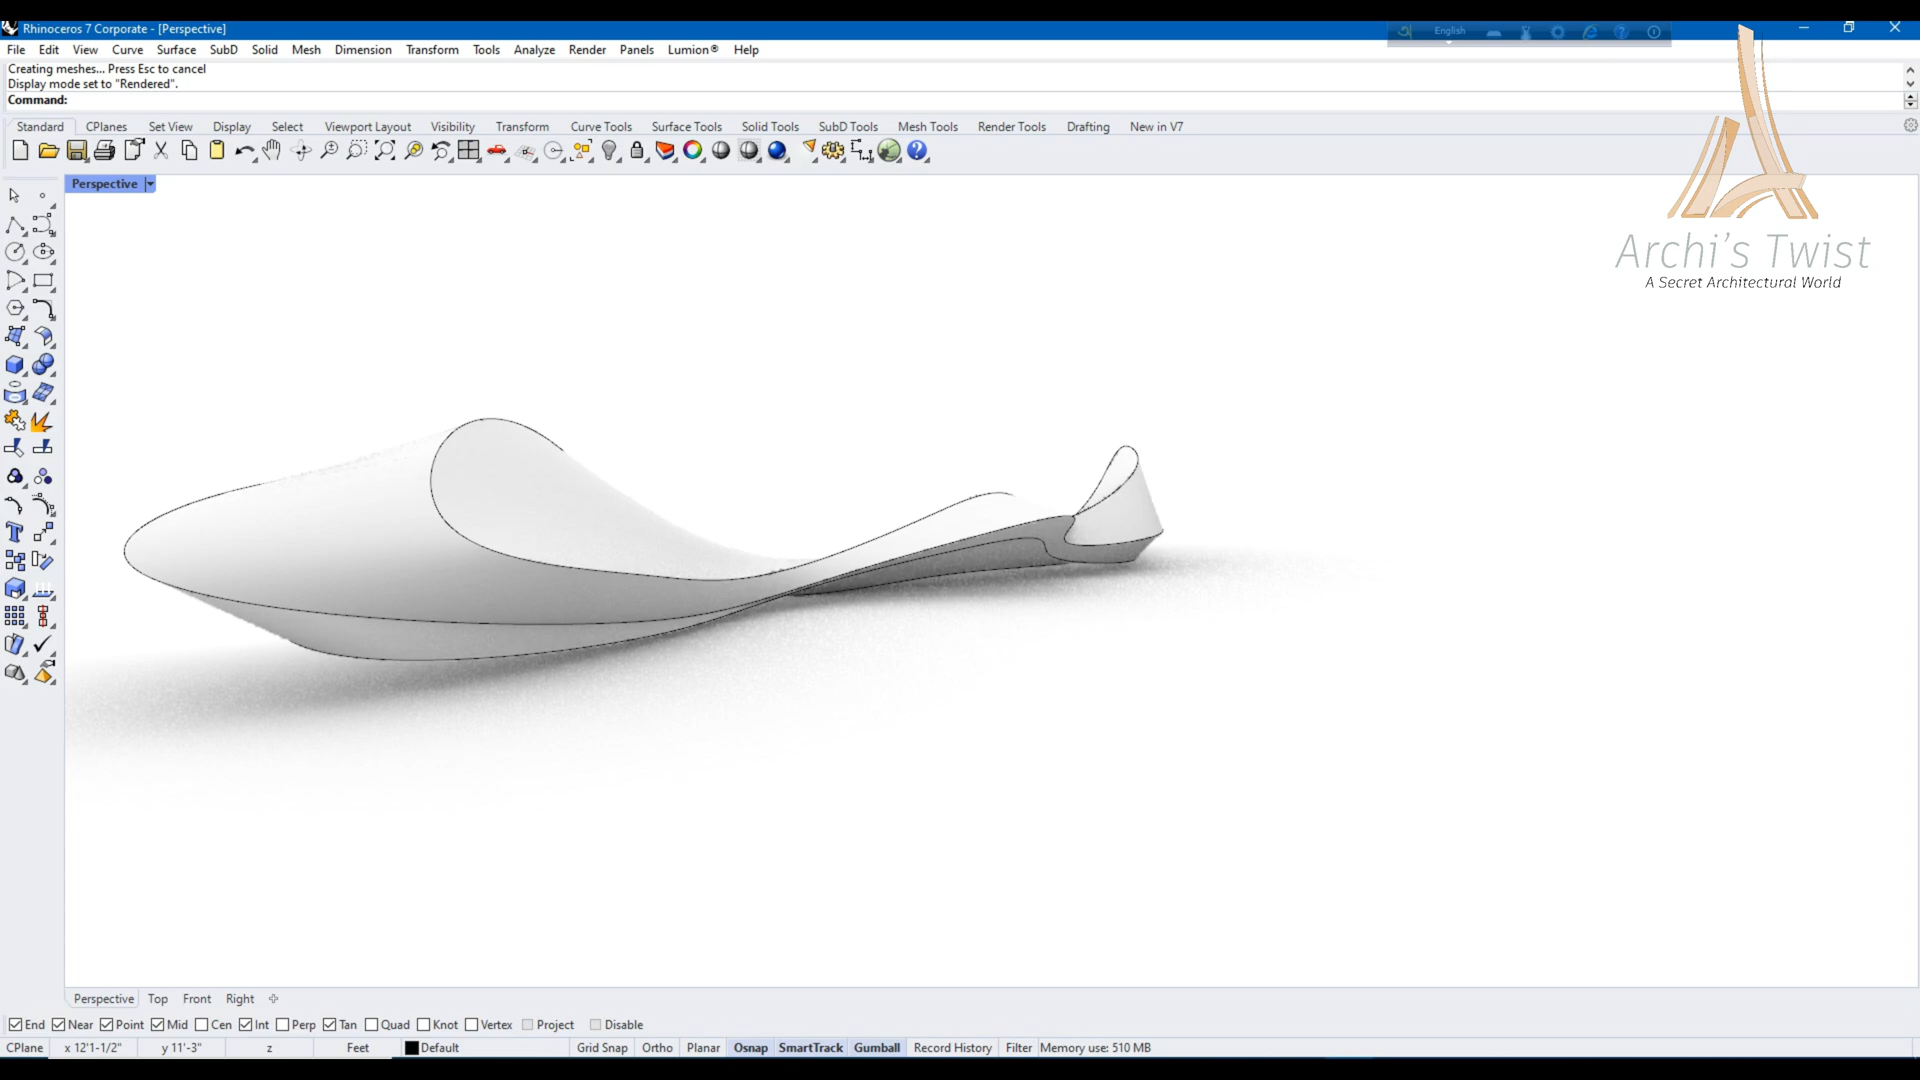 Rhinoceros 7 Corporate - [Perspective]
English
File Edit View Curve Surface SubD Solid Mesh Dimension Transform Tools Analyze Render Panels Lumion® Help
Creating meshes... Press Esc to cancel
Display mode set to "Rendered".
Command:
Standard CPlanes Set View Display Select Viewport Layout Visibility Transform Curve Tools Surface Tools Solid Tools SubD Tools Mesh Tools Render Tools Drafting New in V7
Perspective
Archi's Twist
A Secret Architectural World
Perspective Top Front Right
End Near Point Mid Cen Int Perp Tan Quad Knot Vertex Project Disable
CPlane x 12'1-1/2" y 11'-3" z Feet Default Grid Snap Ortho Planar Osnap SmartTrack Gumball Record History Filter Memory use: 510 MB